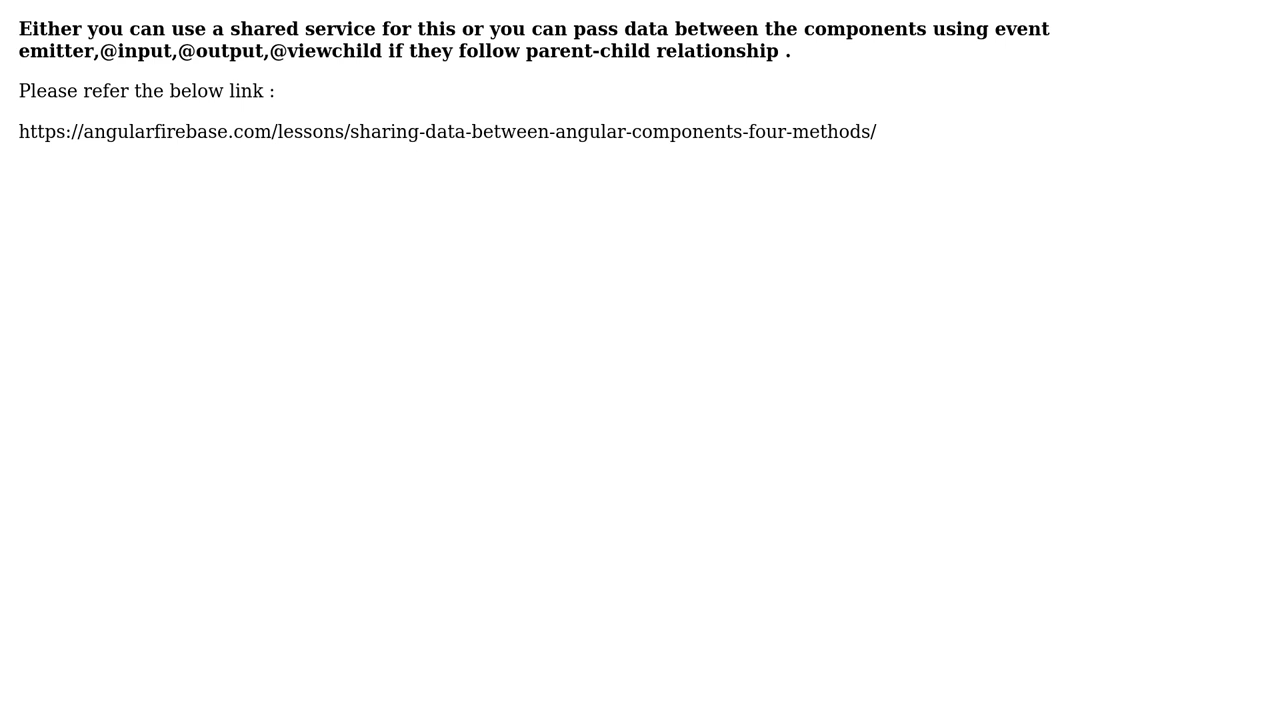 Either you can use a shared service for this or you can pass data between the components using event
emitter,@input,@output,@viewchild if they follow parent-child relationship .
Please refer the below link :
https://angularfirebase.com/lessons/sharing-data-between-angular-components-four-methods/